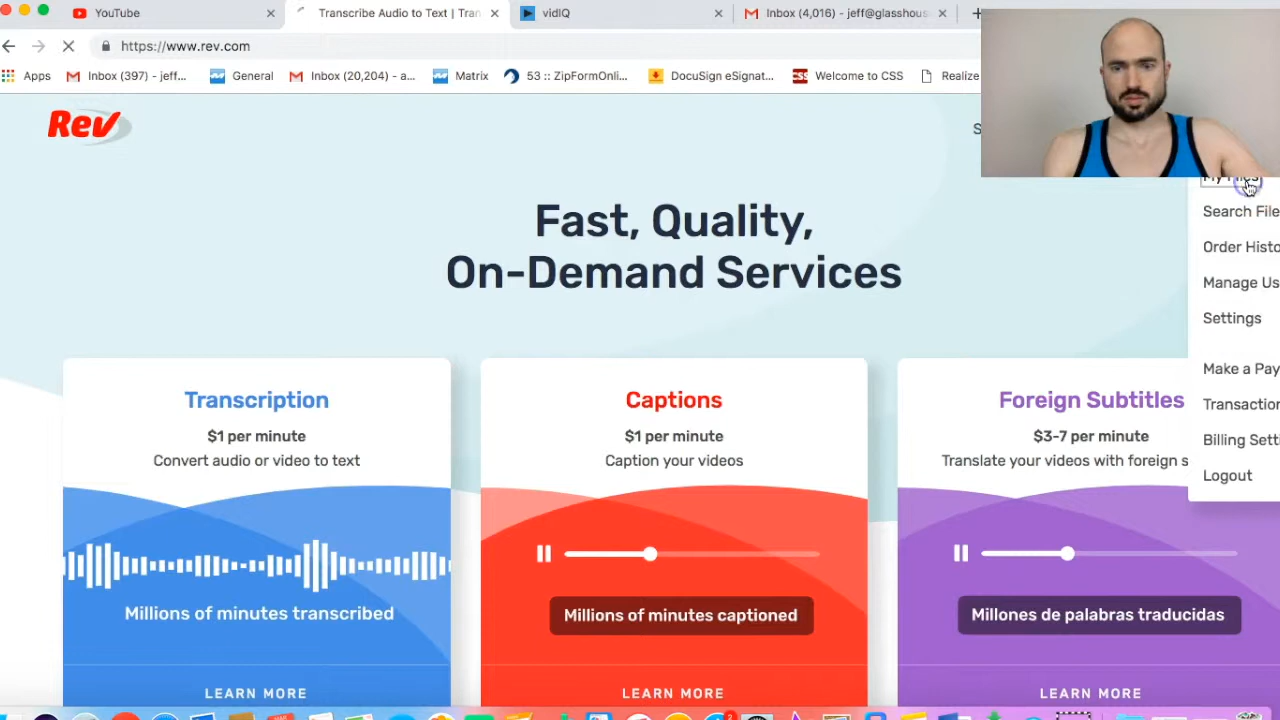 YouTube
Transcribe Audio to Text | Tran
vidIQ
Inbox (4,016) - jeff@glasshous
https://www.rev.com
Apps
Inbox (397) - jeff...
General
Inbox (20,204) - a...
Matrix
53 :: ZipFormOnli...
DocuSign eSignat...
Welcome to CSS
Realize
Rev
My Files
Search File
Order Histo
Manage Us
Settings
Make a Pay
Transaction
Billing Setti
Logout
Fast, Quality,
On-Demand Services
Transcription
$1 per minute
Convert audio or video to text
Millions of minutes transcribed
LEARN MORE
Captions
$1 per minute
Caption your videos
Millions of minutes captioned
LEARN MORE
Foreign Subtitles
$3-7 per minute
Translate your videos with foreign s
Millones de palabras traducidas
LEARN MORE